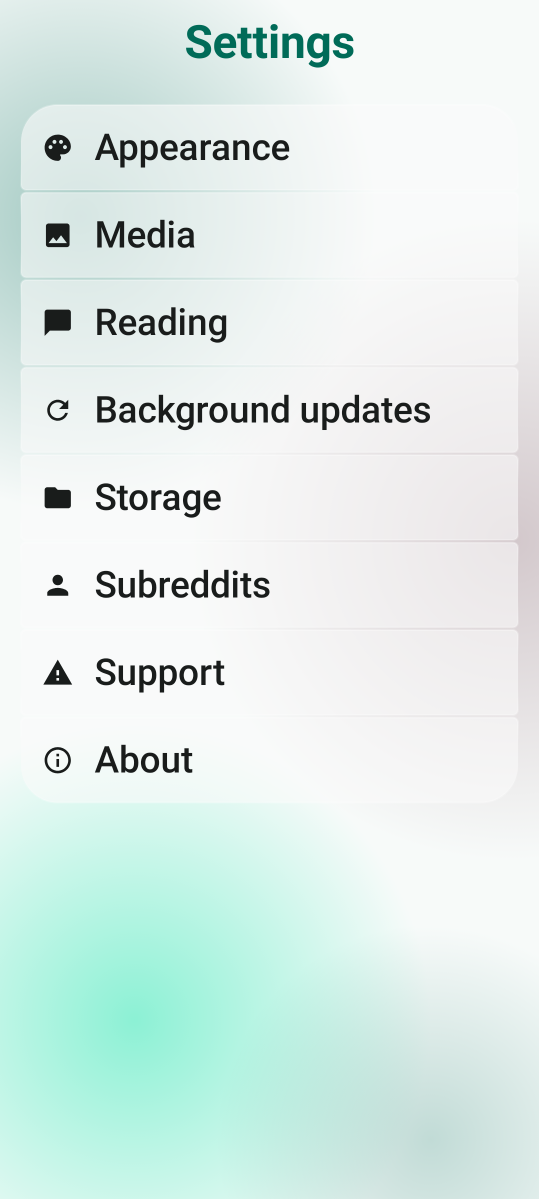 Settings
Appearance
Media
Reading
Background updates
Storage
Subreddits
Support
About